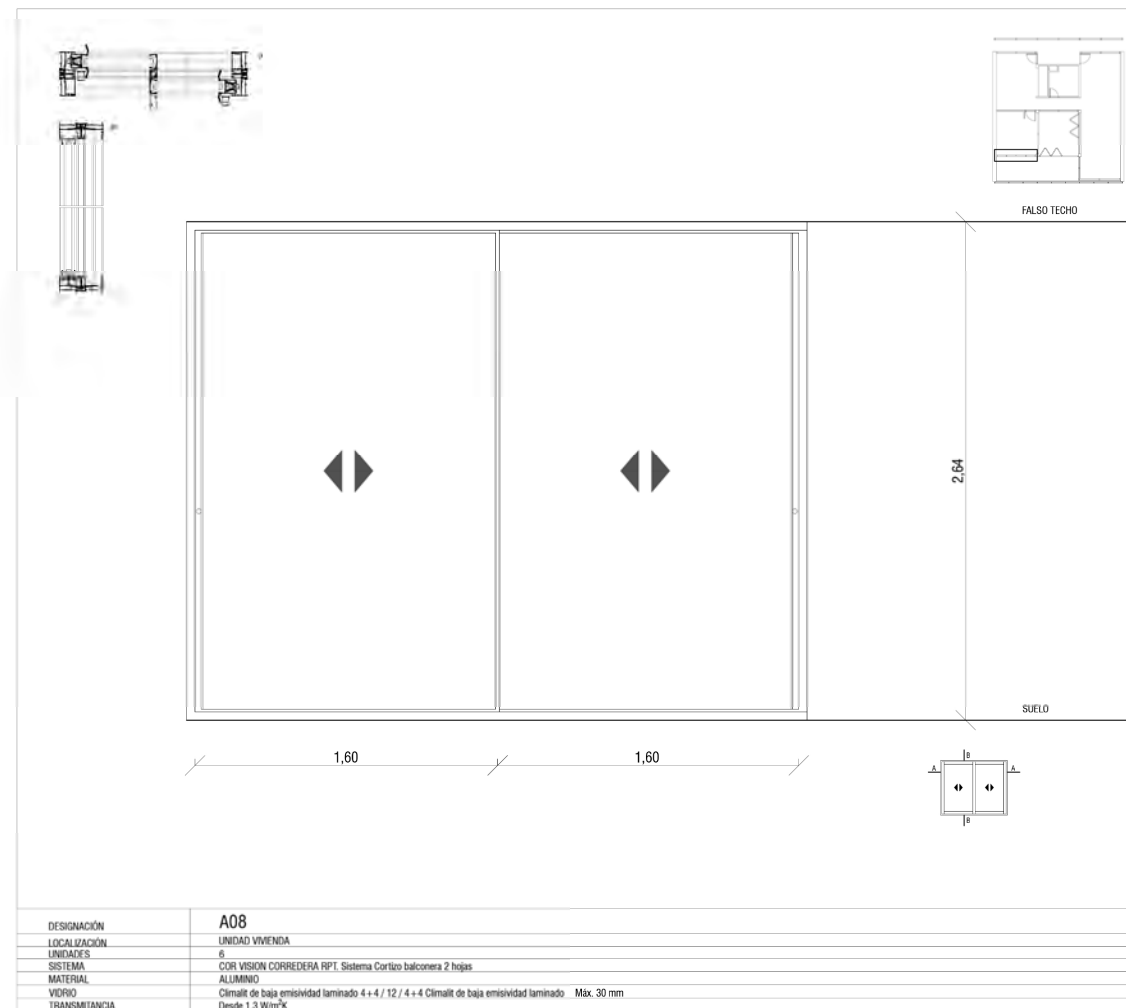 FALSO TECHO
2,64
SUELO
1,60
1,60
B
A
A
B
DESIGNACIÓN A08
LOCALIZACIÓN UNIDAD VIVIENDA
UNIDADES 6
SISTEMA COR VISION CORREDERA RPT. Sistema Cortizo balconera 2 hojas
MATERIAL ALUMINIO
VIDRIO Climalit de baja emisividad laminado 4+4 / 12 / 4+4 Climalit de baja emisividad laminado Máx. 30 mm
TRANSMITANCIA Desde 1,3 W/m²K